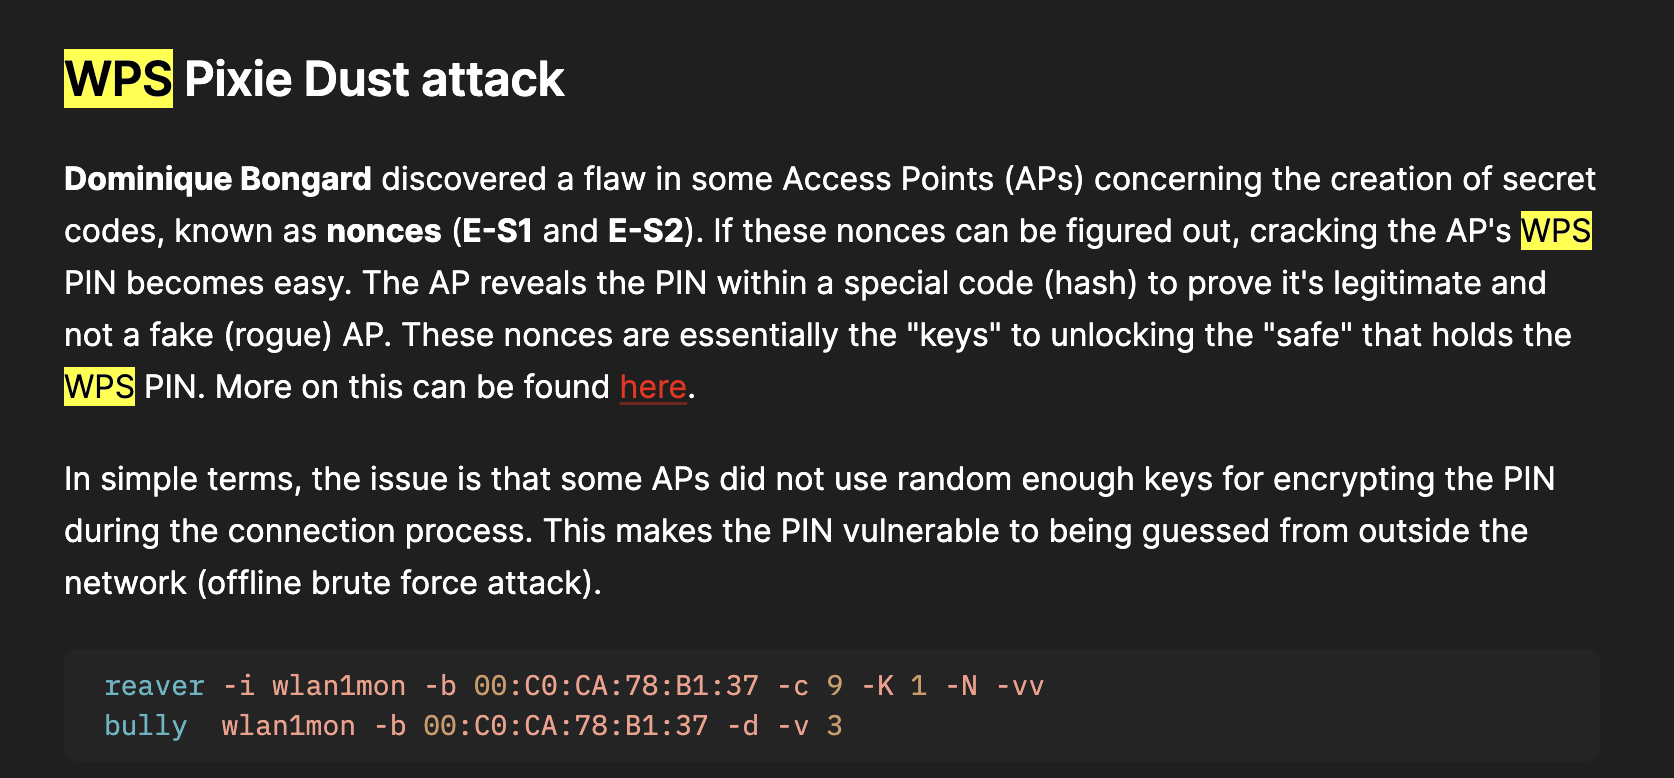 WPS Pixie Dust attack
Dominique Bongard discovered a flaw in some Access Points (APs) concerning the creation of secret
codes, known as nonces (E-S1 and E-S2). If these nonces can be figured out, cracking the AP's WPS
PIN becomes easy. The AP reveals the PIN within a special code (hash) to prove it's legitimate and
not a fake (rogue) AP. These nonces are essentially the "keys" to unlocking the "safe" that holds the
WPS PIN. More on this can be found here.
In simple terms, the issue is that some APs did not use random enough keys for encrypting the PIN
during the connection process. This makes the PIN vulnerable to being guessed from outside the
network (offline brute force attack).
reaver -i wlan1mon -b 00:C0:CA:78:B1:37 -c 9 -K 1 -N -vv
bully  wlan1mon -b 00:C0:CA:78:B1:37 -d -v 3